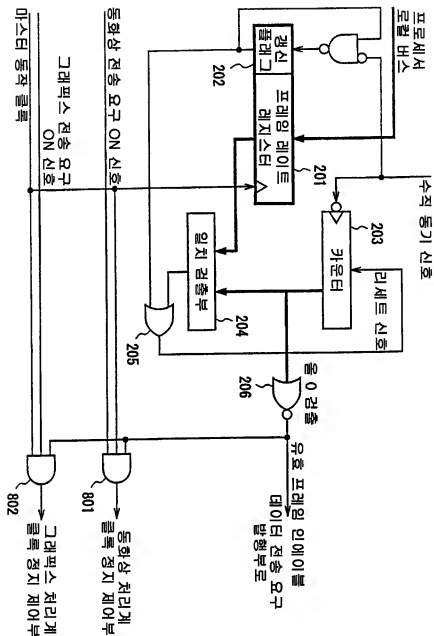 프로세서
로컬 버스
수직 동기 신호
갱신
플래그
202
프레임 레이트
레지스터
201
203
카운터
리세트 신호
일치 검출부
204
205
206
올 0 검출
동화상 전송 요구 ON 신호
그래픽스 전송 요구
ON 신호
마스터 동작 클록
유효 프레임 인에이블
데이터 전송 요구
발행부로
801
동화상 처리계
클록 정지 제어부
802
그래픽스 처리계
클록 정지 제어부